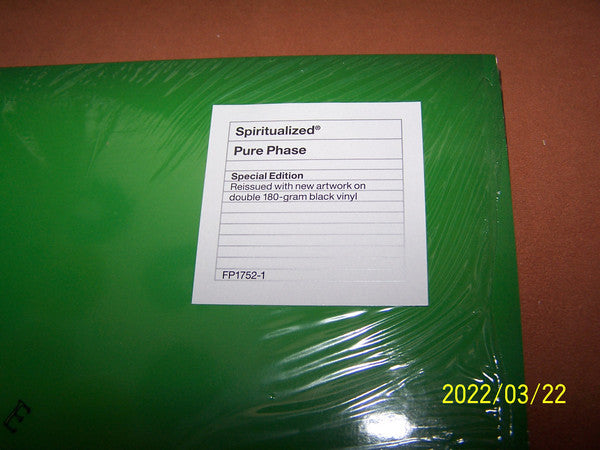 Spiritualized®
Pure Phase
Special Edition
Reissued with new artwork on
double 180-gram black vinyl
FP1752-1
2022/03/22